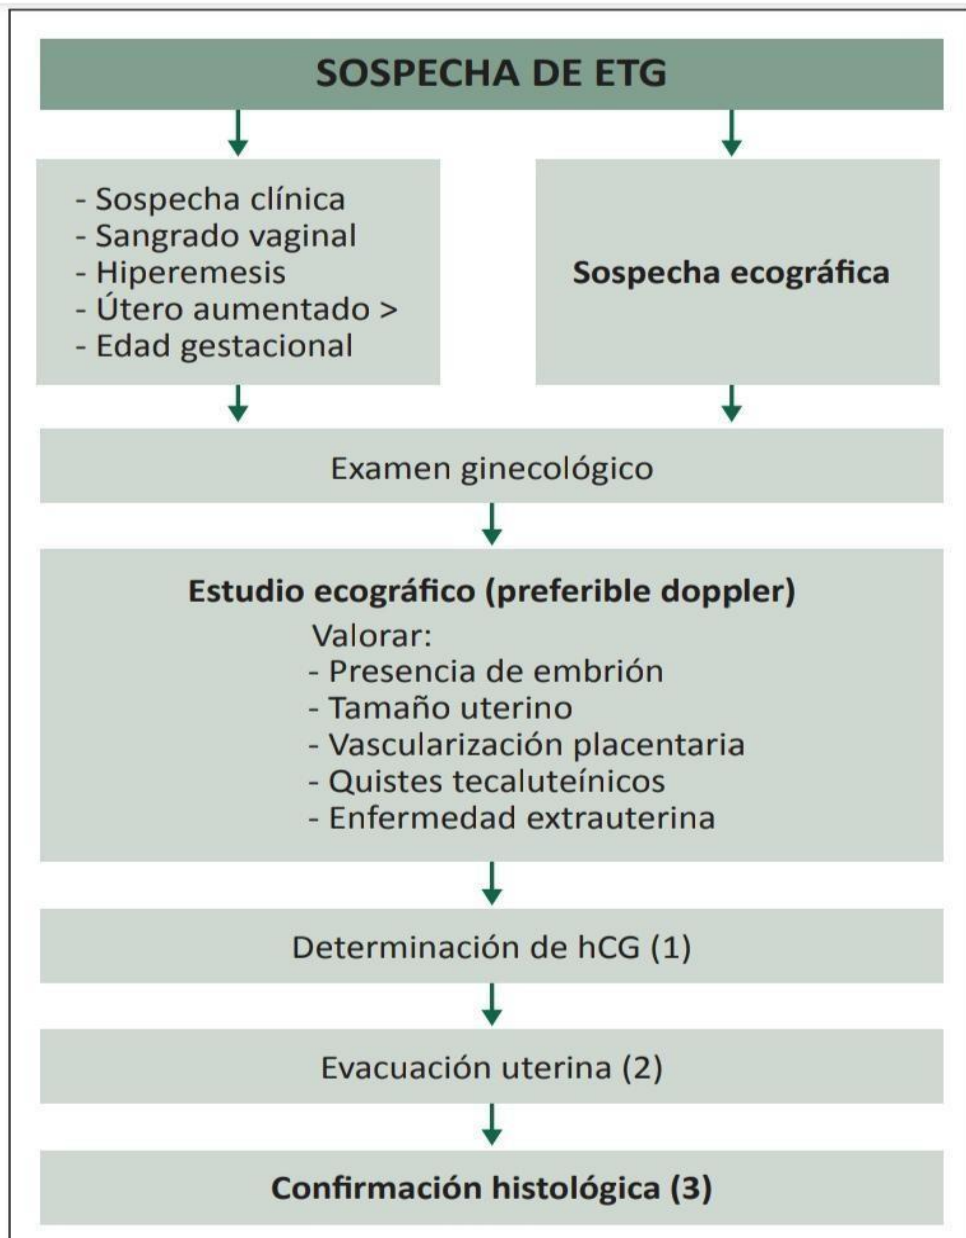 SOSPECHA DE ETG
- Sospecha clínica
- Sangrado vaginal
- Hiperemesis
- Útero aumentado >
- Edad gestacional
Sospecha ecográfica
Examen ginecológico
Estudio ecográfico (preferible doppler)
Valorar:
- Presencia de embrión
- Tamaño uterino
- Vascularización placentaria
- Quistes tecaluteínicos
- Enfermedad extrauterina
Determinación de hCG (1)
Evacuación uterina (2)
Confirmación histológica (3)